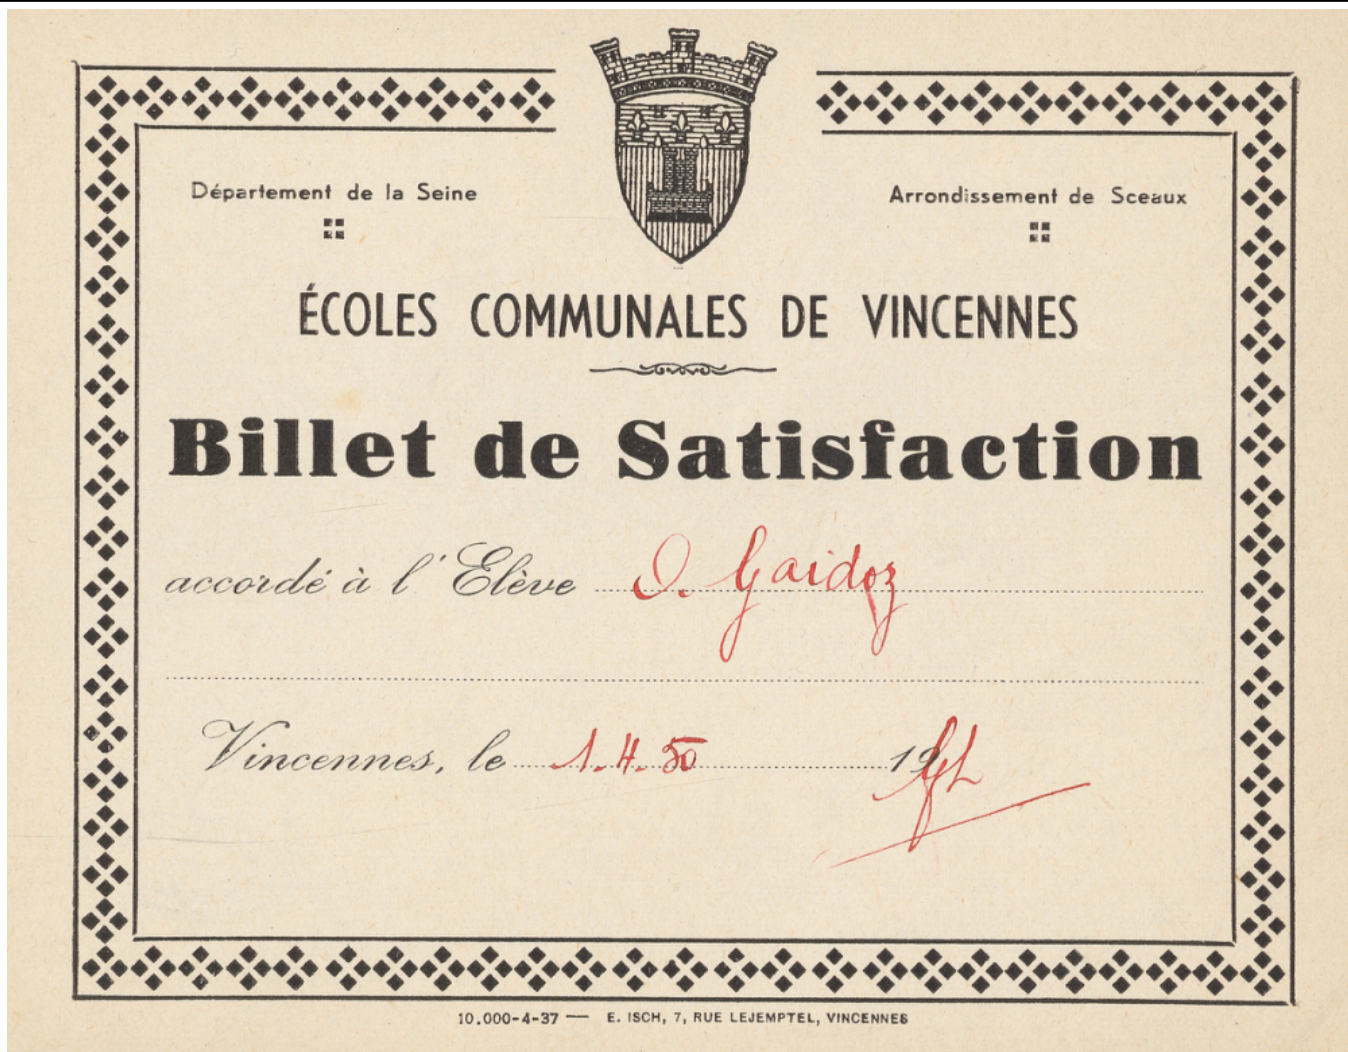 Département de la Seine
Arrondissement de Sceaux
ÉCOLES COMMUNALES DE VINCENNES
Billet de Satisfaction
accordé à l'Elève J. Gaidoz
Vincennes, le 1.4.50 19
10.000-4-37 — E. ISCH, 7, RUE LEJEMPTEL, VINCENNES